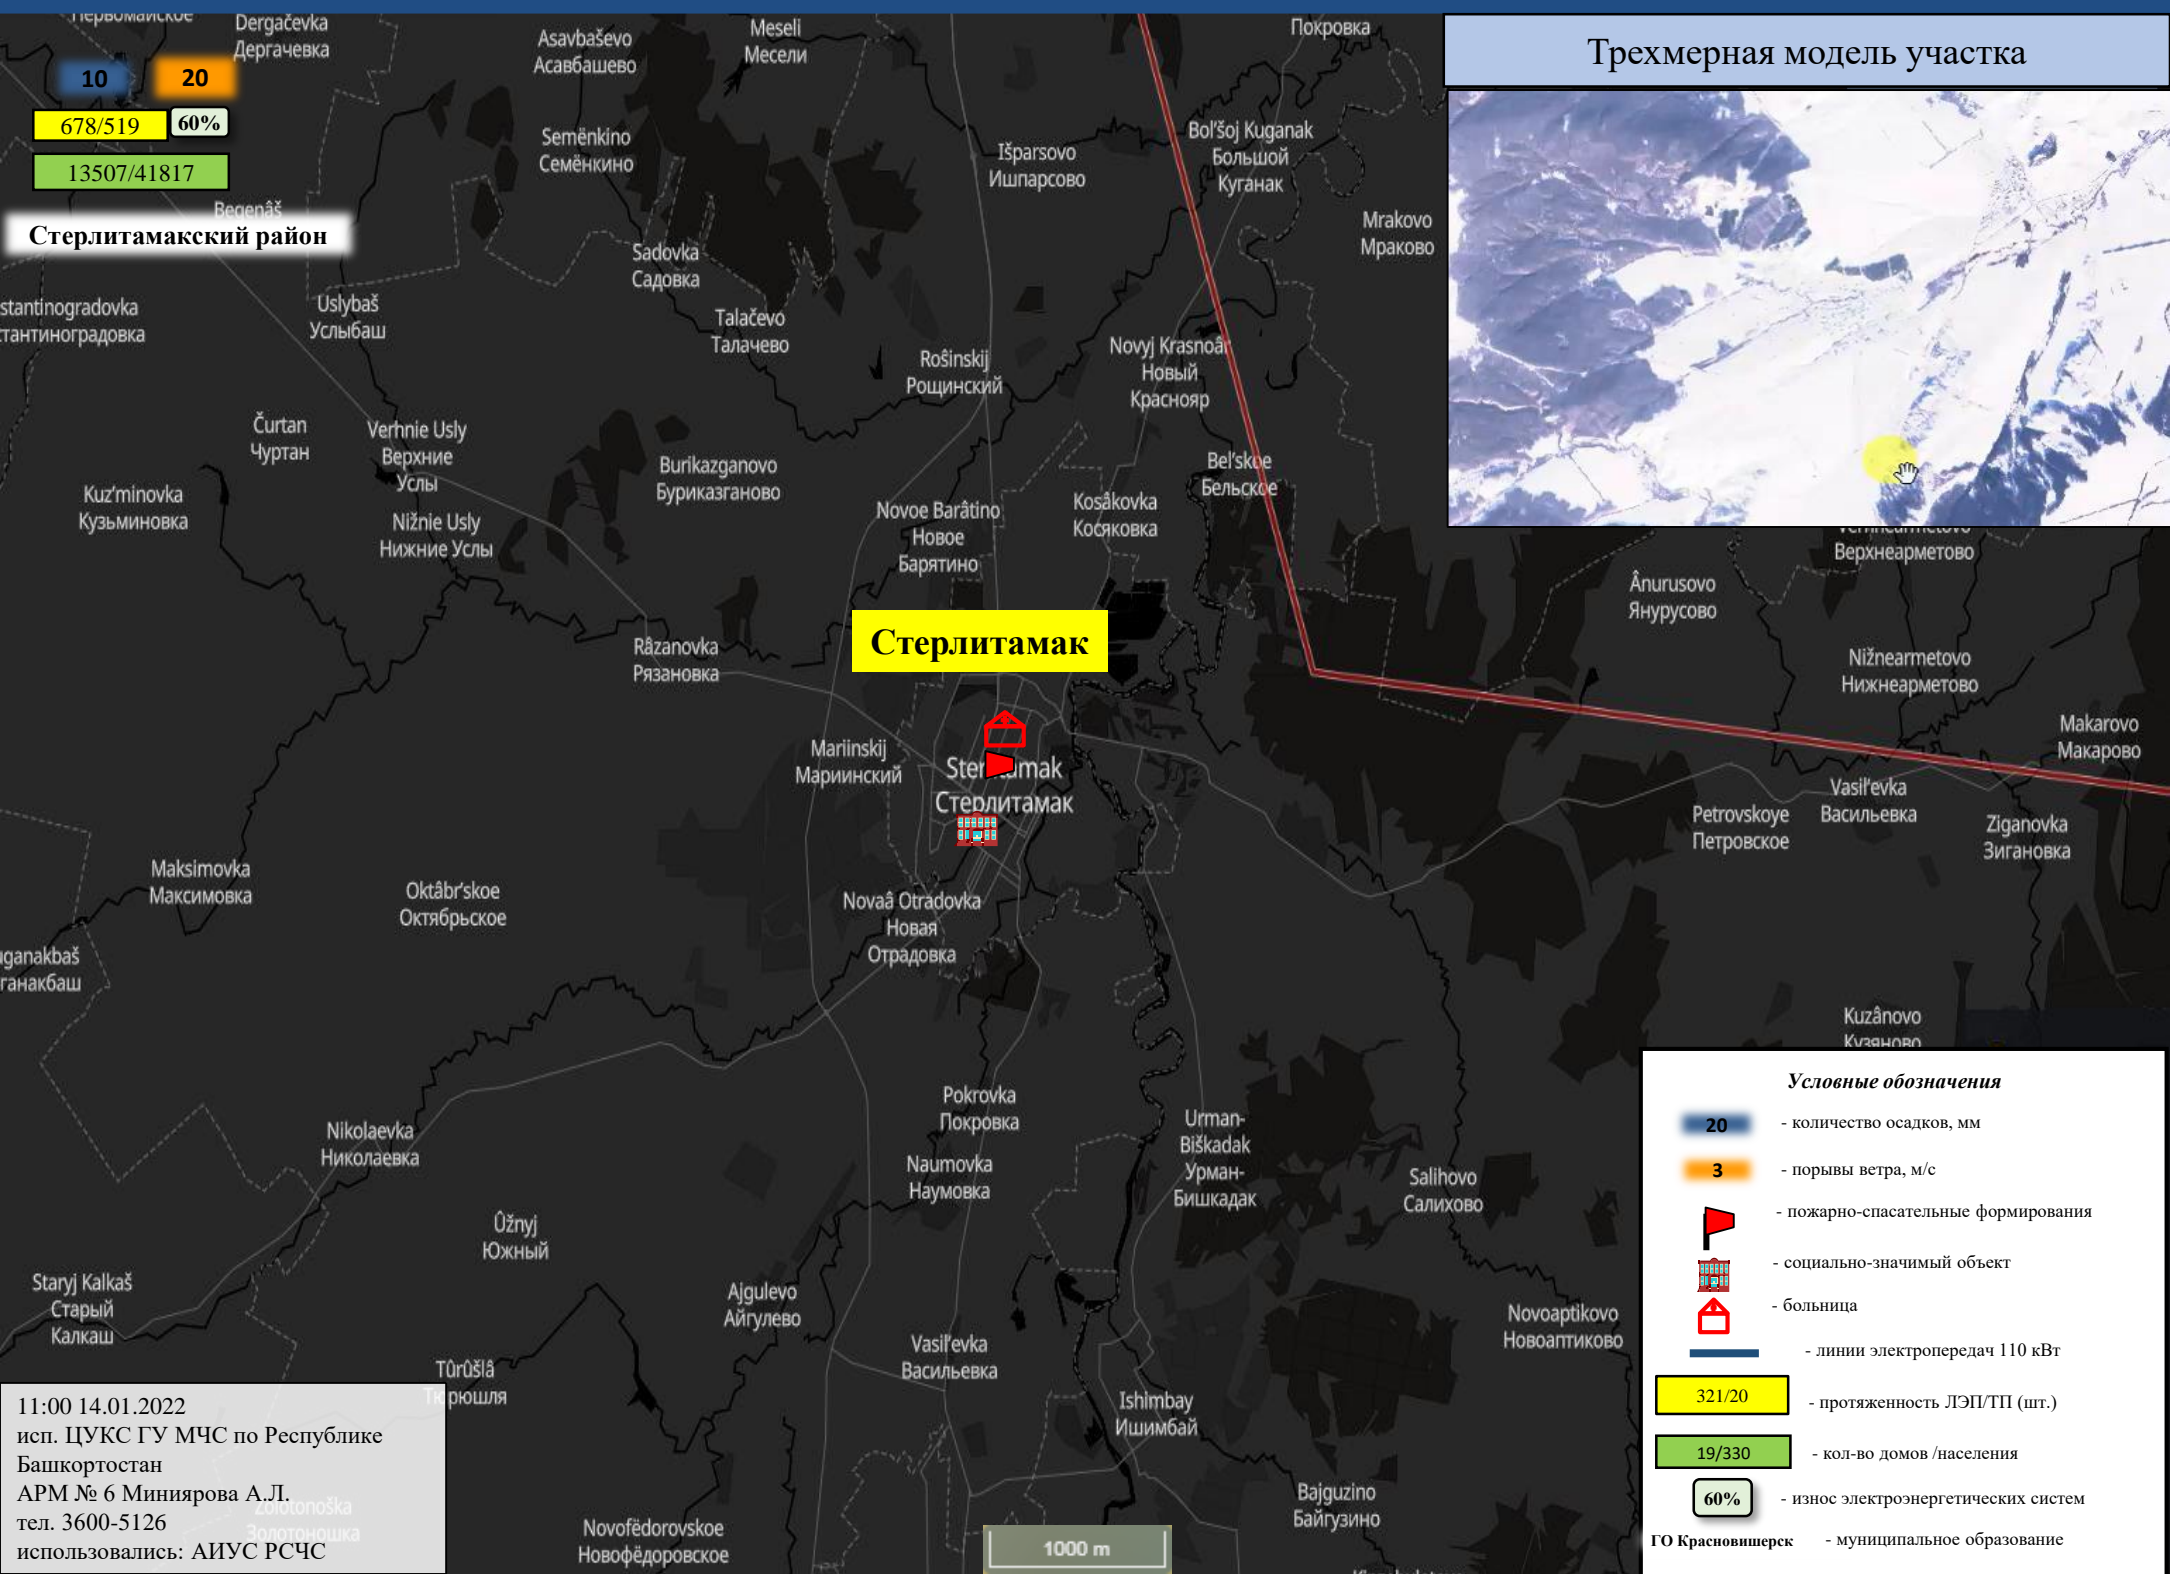 Dergačevka
Дергачевка
Asavbaševo
Асавбашево
Meseli
Месели
Покровка
Трехмерная модель участка
10
20
678/519
60%
13507/41817
Стерлитамакский район
Semënkino
Семёнкино
Išparsovo
Ишпарсово
Bol'šoj Kuganak
Большой
Куганак
Mrakovo
Мраково
Sadovka
Садовка
stantinogradovka
тантиноградовка
Uslybaš
Услыбаш
Talačevo
Талачево
Rošinskij
Рощинский
Novyj Krasnoâr
Новый
Краснояр
Čurtan
Чуртан
Verhnie Usly
Верхние
Услы
Burikazganovo
Буриказганово
Bel'skoe
Бельское
Kuz'minovka
Кузьминовка
Nižnie Usly
Нижние Услы
Novoe Barâtino
Новое
Барятино
Kosâkovka
Косяковка
Верхнеарметово
Ânurusovo
Янурусово
Râzanovka
Рязановка
Стерлитамак
Nižnearmetovo
Нижнеарметово
Makarovo
Макарово
Mariinskij
Мариинский
Sterlitamak
Стерлитамак
Vasil'evka
Васильевка
Petrovskoye
Петровское
Ziganovka
Зигановка
Maksimovka
Максимовка
Oktâbr'skoe
Октябрьское
Novaâ Otradovka
Новая
Отрадовка
uganakbaš
ганакбаш
Kuzânovo
Кузяново
Pokrovka
Покровка
Nikolaevka
Николаевка
Naumovka
Наумовка
Urman-
Biškadak
Урман-
Бишкадак
Salihovo
Салихово
Ûžnyj
Южный
Staryj Kalkaš
Старый
Калкаш
Ajgulevo
Айгулево
Vasil'evka
Васильевка
Novoaptikovo
Новоаптиково
Tûrûšlâ
Тюрюшля
Ishimbay
Ишимбай
Bajguzino
Байгузино
Zolotonoška
Золотоношка
Novofëdorovskoe
Новофёдоровское
1000 m
11:00 14.01.2022
исп. ЦУКС ГУ МЧС по Республике
Башкортостан
АРМ № 6 Миниярова А.Л.
тел. 3600-5126
использовались: АИУС РСЧС
Условные обозначения
20 - количество осадков, мм
3 - порывы ветра, м/с
- пожарно-спасательные формирования
- социально-значимый объект
- больница
- линии электропередач 110 кВт
321/20 - протяженность ЛЭП/ТП (шт.)
19/330 - кол-во домов /населения
60% - износ электроэнергетических систем
ГО Красновишерск - муниципальное образование